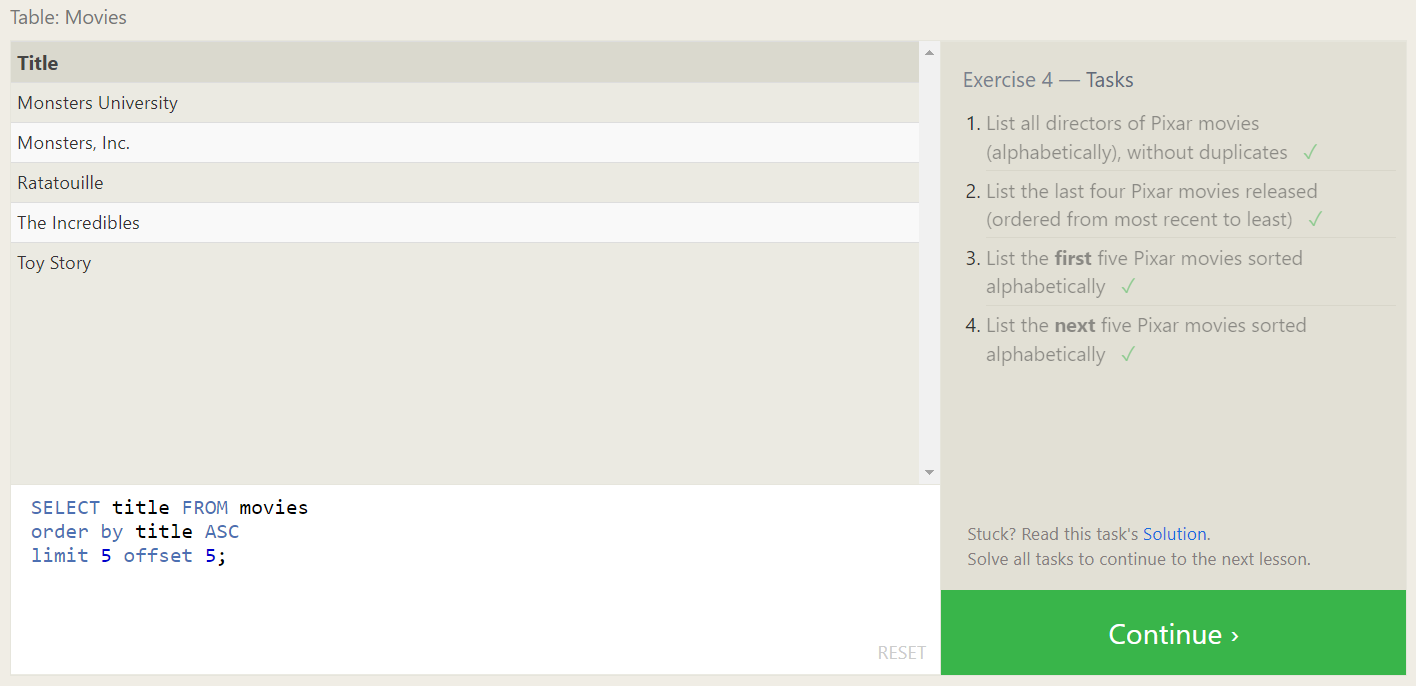 Table: Movies
Title
Monsters University
Monsters, Inc.
Ratatouille
The Incredibles
Toy Story
SELECT title FROM movies
order by title ASC
limit 5 offset 5;
RESET
Exercise 4 — Tasks
1. List all directors of Pixar movies
(alphabetically), without duplicates ✓
2. List the last four Pixar movies released
(ordered from most recent to least) ✓
3. List the first five Pixar movies sorted
alphabetically ✓
4. List the next five Pixar movies sorted
alphabetically ✓
Stuck? Read this task's Solution.
Solve all tasks to continue to the next lesson.
Continue ›